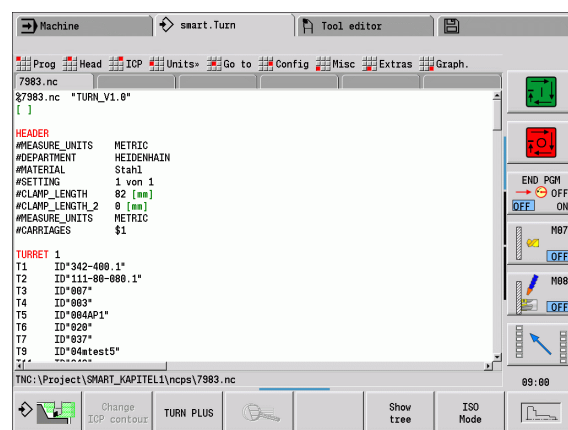 Machine
smart.Turn
Tool editor
Prog Head ICP Units» Go to Config Misc Extras Graph.
7983.nc
%7983.nc "TURN_V1.0"
[ ]
HEADER
#MEASURE_UNITS METRIC
#DEPARTMENT HEIDENHAIN
#MATERIAL Stahl
#SETTING 1 von 1
#CLAMP_LENGTH 82 [mm]
#CLAMP_LENGTH_2 0 [mm]
#MEASURE_UNITS METRIC
#CARRIAGES $1
TURRET 1
T1 ID"342-400.1"
T2 ID"111-80-080.1"
T3 ID"007"
T4 ID"003"
T5 ID"004AP1"
T6 ID"020"
T7 ID"037"
T9 ID"04mtest5"
TNC:\Project\SMART_KAPITEL1\ncps\7983.nc
END PGM
OFF
OFF ON
M07
OFF
M08
OFF
09:00
Change
ICP contour
TURN PLUS
Show
tree
ISO
Mode